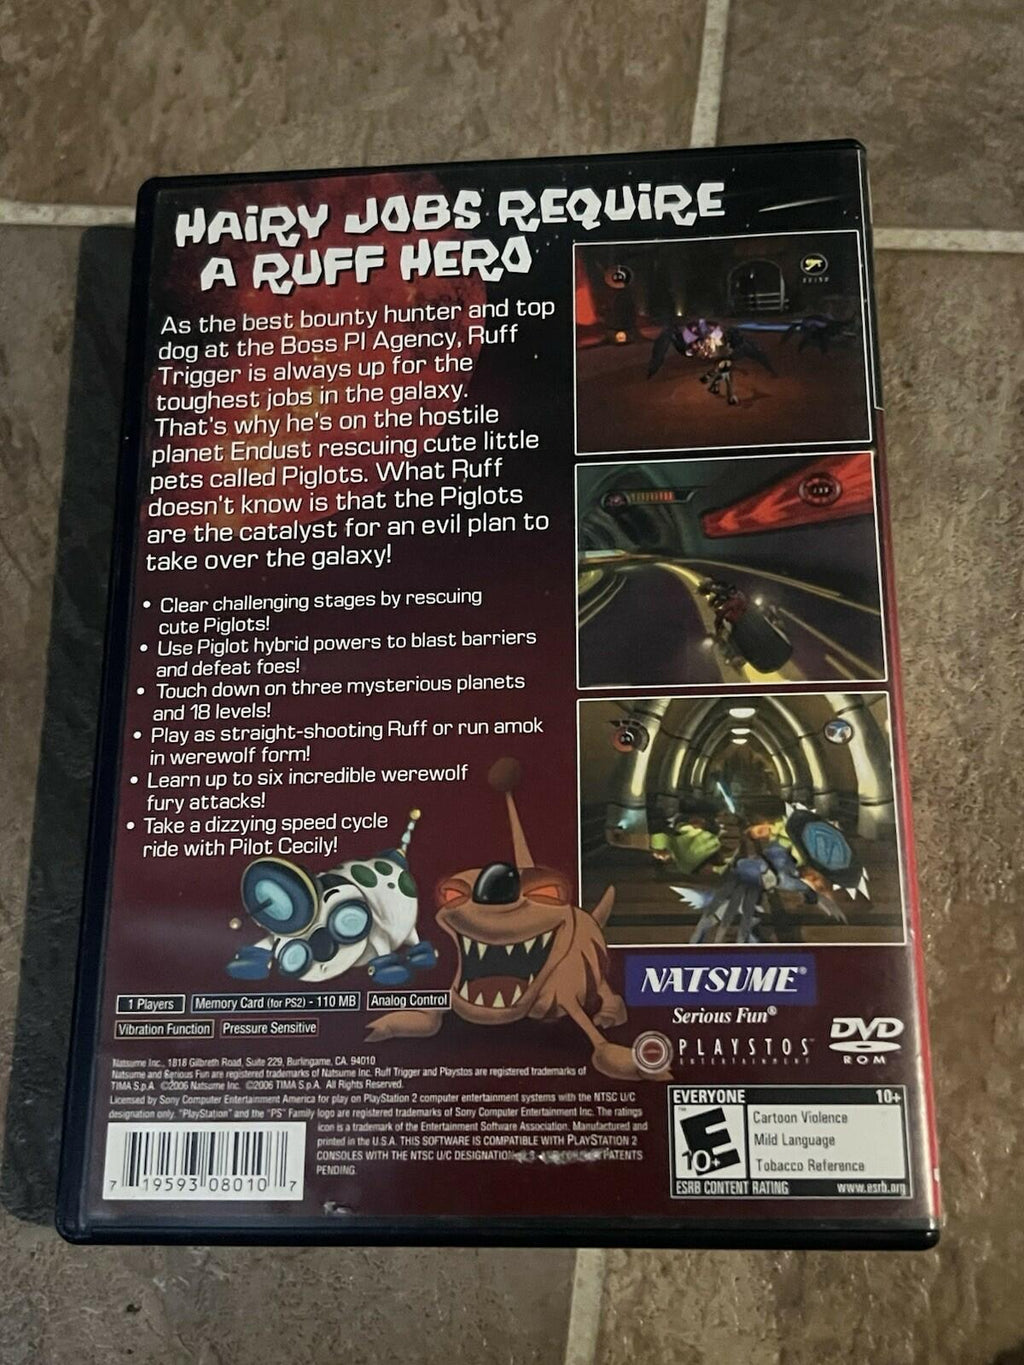 HAiRY JOBS REQUiRE
A RUFF HERO
As the best bounty hunter and top
dog at the Boss PI Agency, Ruff
Trigger is always up for the
toughest jobs in the galaxy.
That's why he's on the hostile
planet Endust rescuing cute little
pets called Piglots. What Ruff
doesn't know is that the Piglots
are the catalyst for an evil plan to
take over the galaxy!
• Clear challenging stages by rescuing
cute Piglots!
• Use Piglot hybrid powers to blast barriers
and defeat foes!
• Touch down on three mysterious planets
and 18 levels!
• Play as straight-shooting Ruff or run amok
in werewolf form!
• Learn up to six incredible werewolf
fury attacks!
• Take a dizzying speed cycle
ride with Pilot Cecily!
NATSUME®
Serious Fun®
PLAYSTOS™
ENTERTAINMENT
DVD
ROM
1 Players
Memory Card (for PS2) - 110 MB
Analog Control
Vibration Function
Pressure Sensitive
Natsume Inc., 1818 Gilbreth Road, Suite 229, Burlingame, CA, 94010
Natsume and Serious Fun are registered trademarks of Natsume Inc. Ruff Trigger and Playstos are registered trademarks of
TIMA S.p.A. ©2006 Natsume Inc. ©2006 TIMA S.p.A. All Rights Reserved.
Licensed by Sony Computer Entertainment America for play on PlayStation 2 computer entertainment systems with the NTSC U/C
designation only. "PlayStation" and the "PS" Family logo are registered trademarks of Sony Computer Entertainment Inc. The ratings
icon is a trademark of the Entertainment Software Association. Manufactured and
printed in the U.S.A. THIS SOFTWARE IS COMPATIBLE WITH PLAYSTATION 2
CONSOLES WITH THE NTSC U/C DESIGNATION. PATENTS
PENDING.
7 19593 08010 7
EVERYONE 10+
E
10+
Cartoon Violence
Mild Language
Tobacco Reference
ESRB CONTENT RATING www.esrb.org